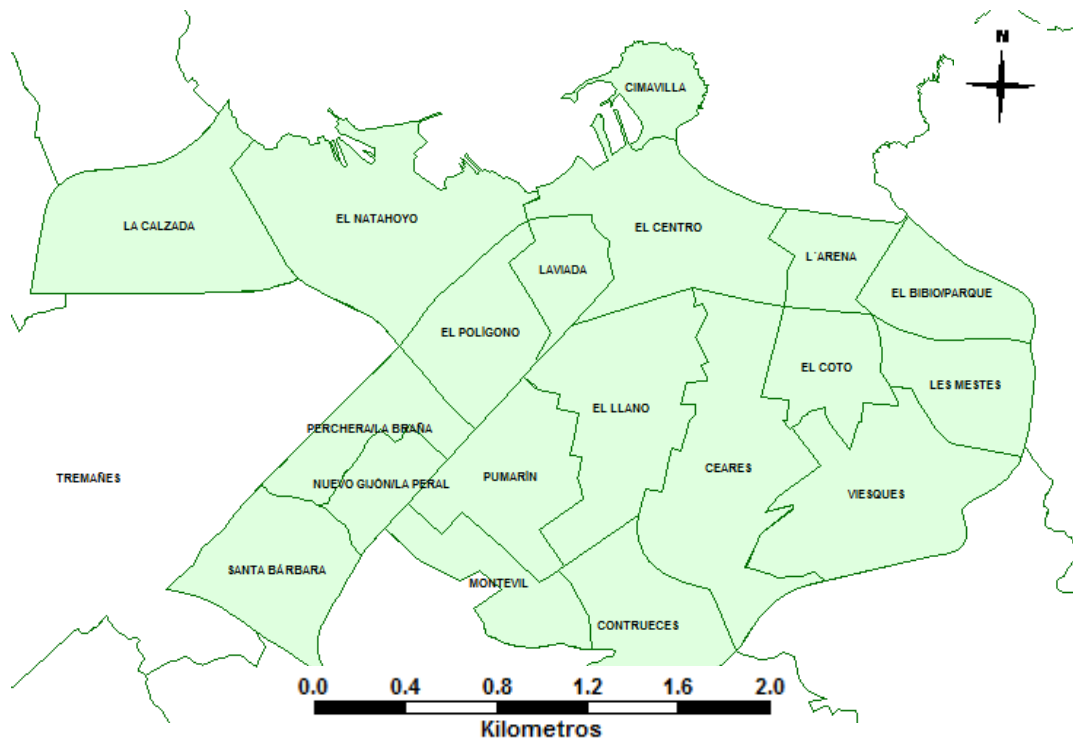 N
CIMAVILLA
LA CALZADA
EL NATAHOYO
EL CENTRO
L´ARENA
LAVIADA
EL BIBIO/PARQUE
EL POLÍGONO
EL COTO
LES MESTES
EL LLANO
PERCHERA/LA BRAÑA
CEARES
TREMAÑES
NUEVO GIJÓN/LA PERAL
PUMARÍN
VIESQUES
SANTA BÁRBARA
MONTEVIL
CONTRUECES
0.0 0.4 0.8 1.2 1.6 2.0
Kilometros